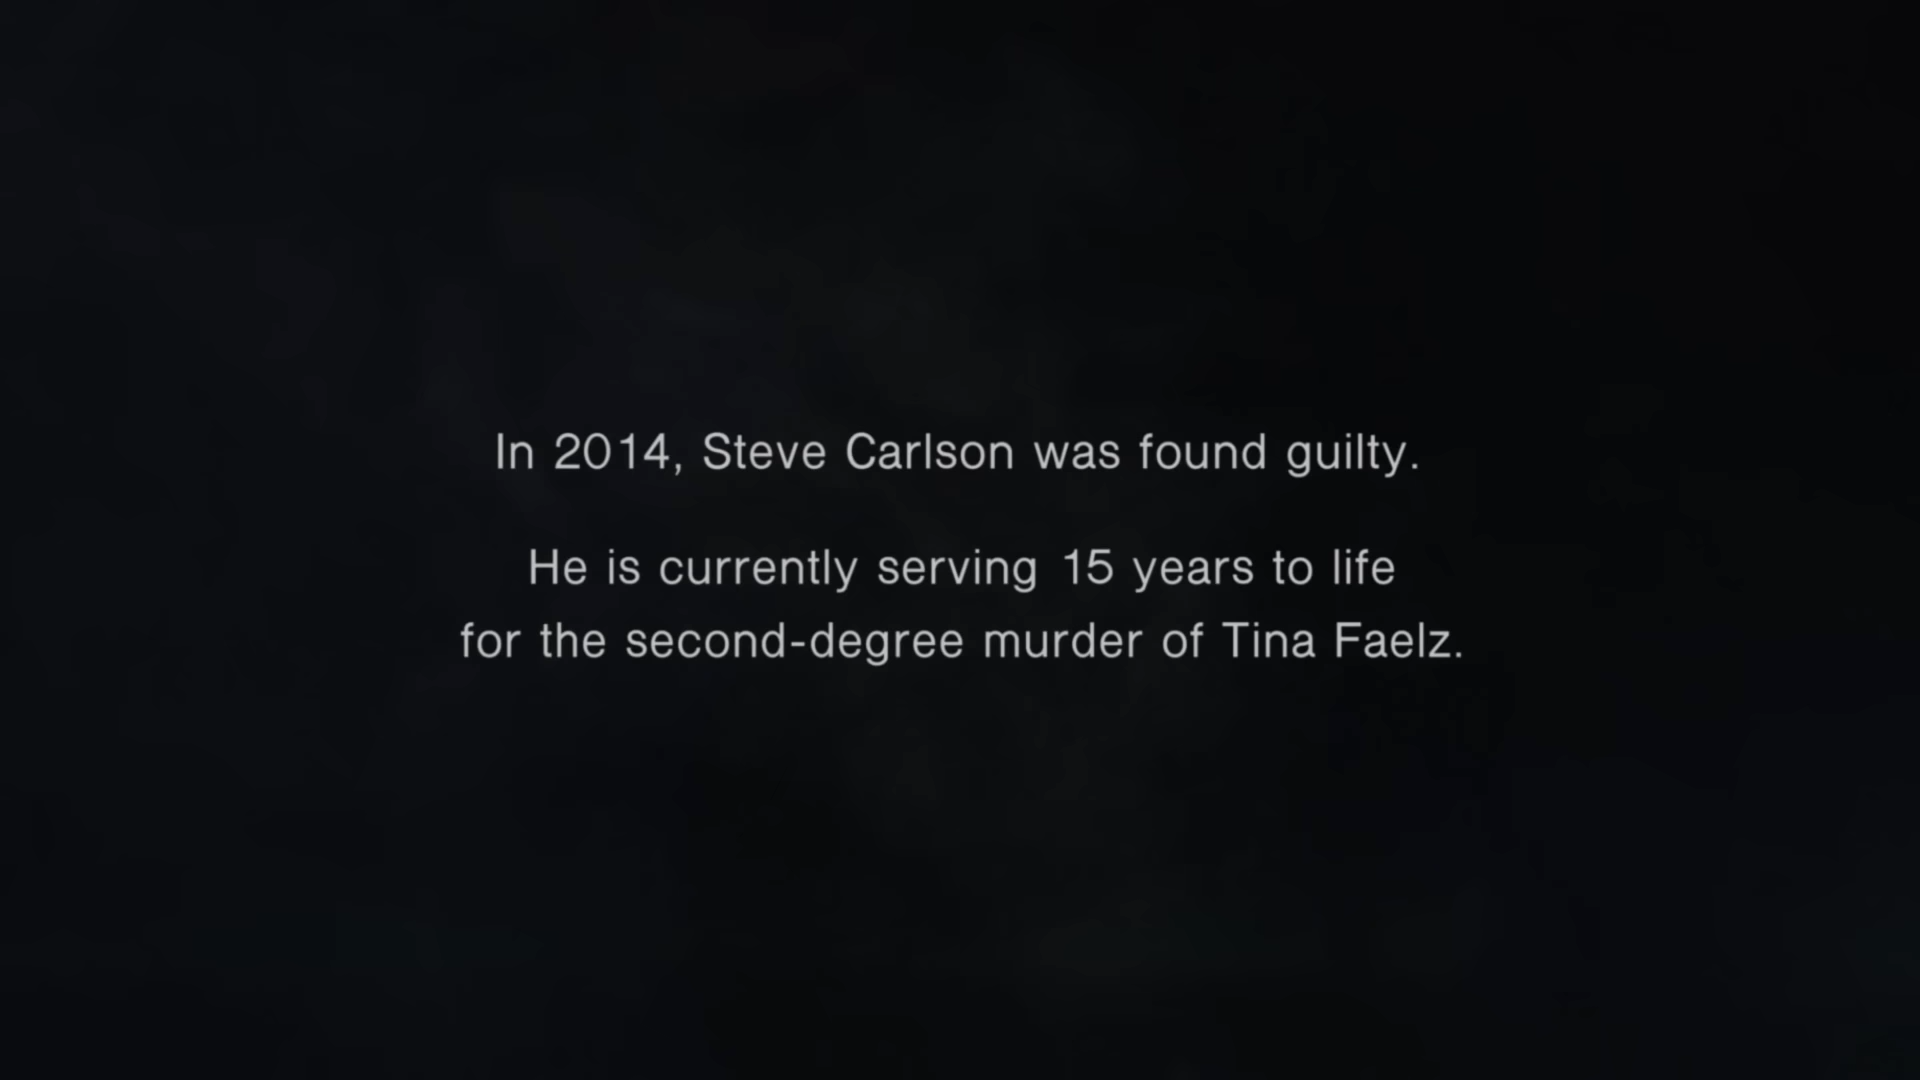 In 2014, Steve Carlson was found guilty.
He is currently serving 15 years to life
for the second-degree murder of Tina Faelz.